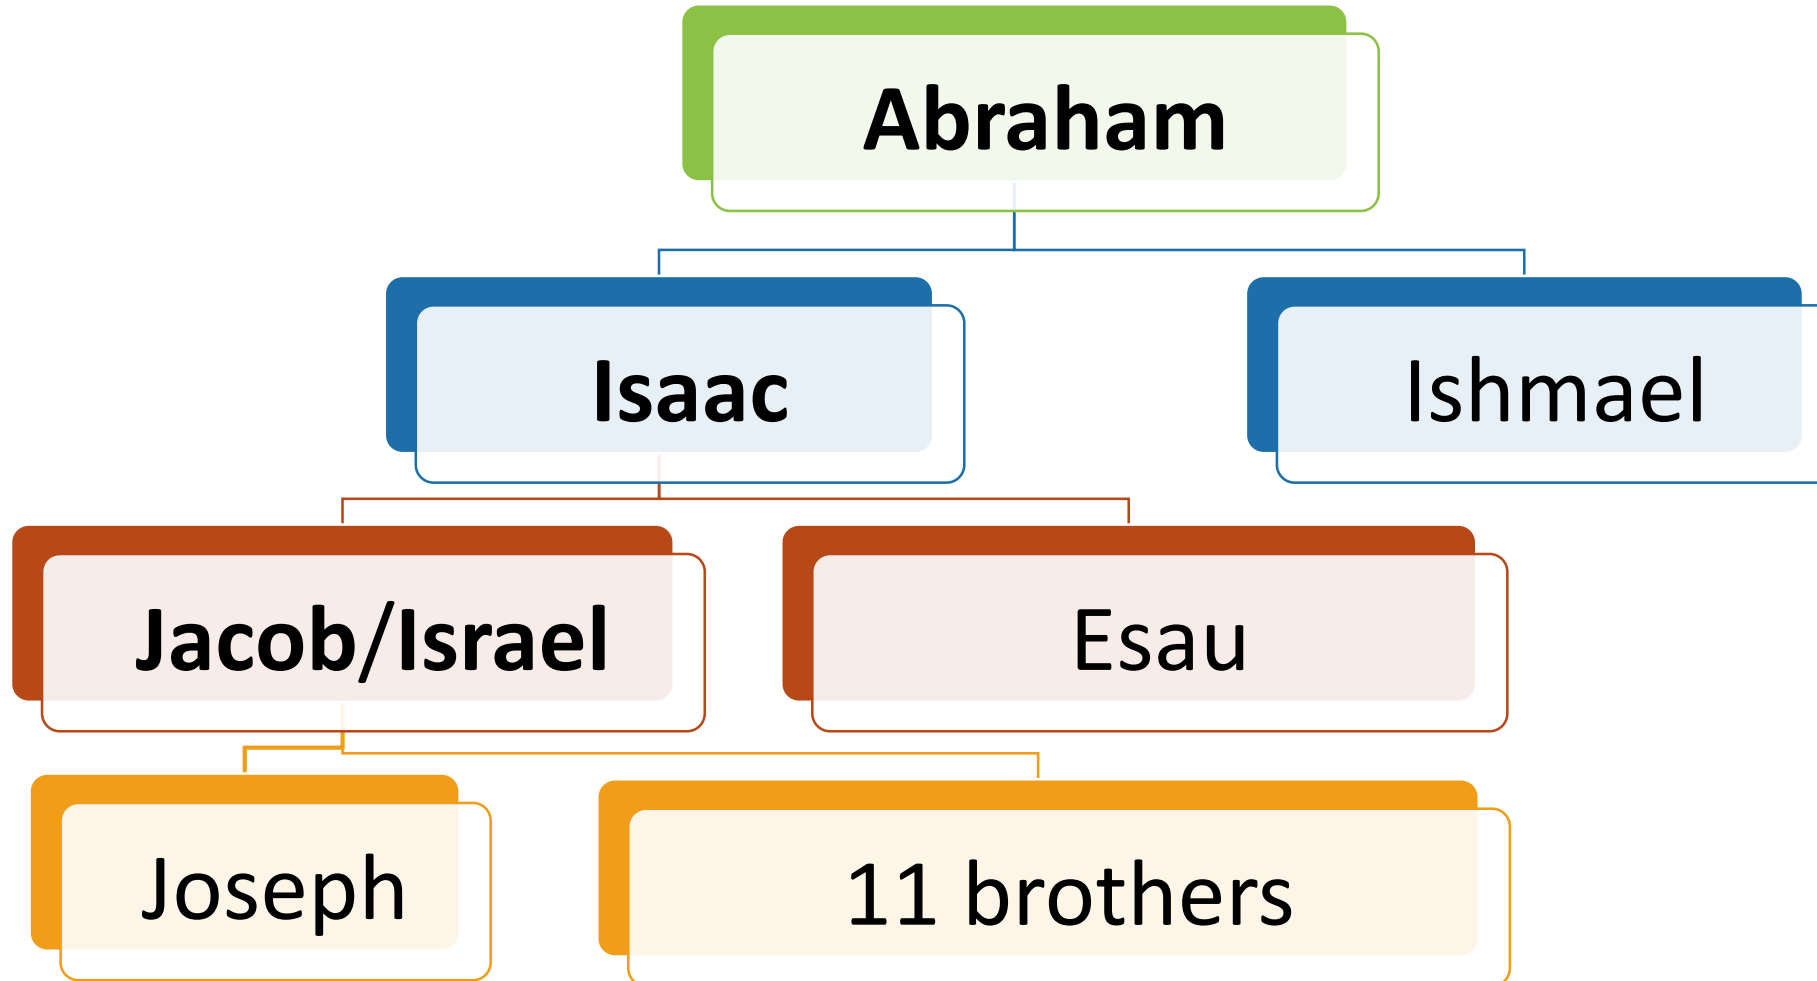 Abraham
Isaac
Ishmael
Jacob/Israel
Esau
Joseph
11 brothers